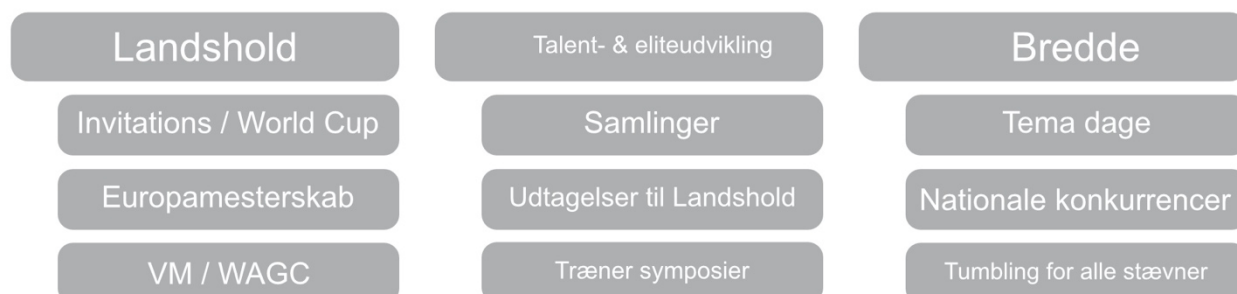 Landshold
Invitations / World Cup
Europamesterskab
VM / WAGC
Talent- & eliteudvikling
Samlinger
Udtagelser til Landshold
Træner symposier
Bredde
Tema dage
Nationale konkurrencer
Tumbling for alle stævner